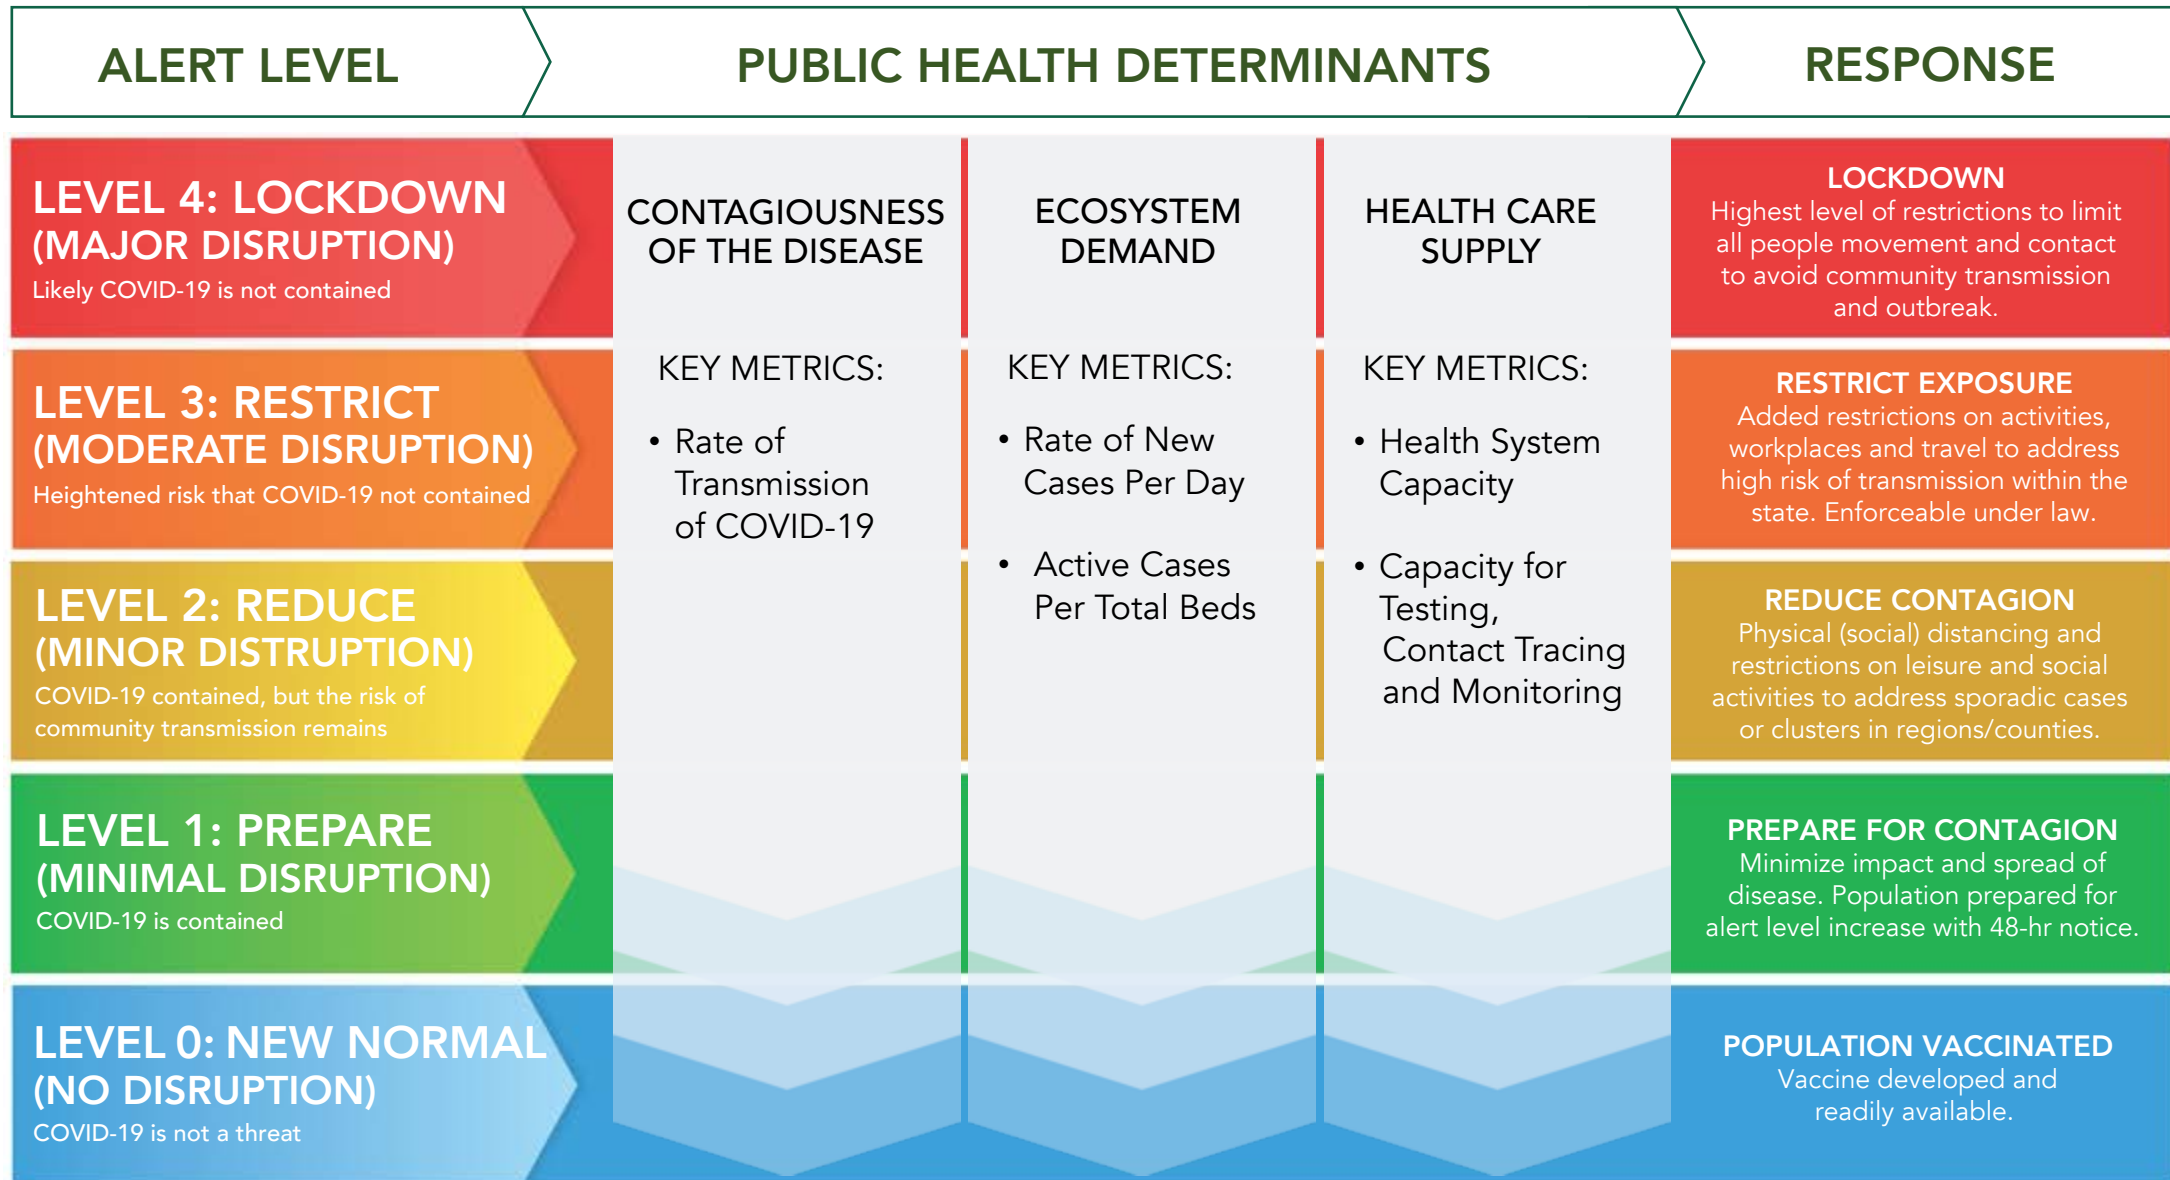 ALERT LEVEL
PUBLIC HEALTH DETERMINANTS
RESPONSE
LEVEL 4: LOCKDOWN
(MAJOR DISRUPTION)
Likely COVID-19 is not contained
LEVEL 3: RESTRICT
(MODERATE DISRUPTION)
Heightened risk that COVID-19 not contained
LEVEL 2: REDUCE
(MINOR DISTRUPTION)
COVID-19 contained, but the risk of
community transmission remains
LEVEL 1: PREPARE
(MINIMAL DISRUPTION)
COVID-19 is contained
LEVEL 0: NEW NORMAL
(NO DISRUPTION)
COVID-19 is not a threat
CONTAGIOUSNESS
OF THE DISEASE
KEY METRICS:
• Rate of
Transmission
of COVID-19
ECOSYSTEM
DEMAND
KEY METRICS:
• Rate of New
Cases Per Day
• Active Cases
Per Total Beds
HEALTH CARE
SUPPLY
KEY METRICS:
• Health System
Capacity
• Capacity for
Testing,
Contact Tracing
and Monitoring
LOCKDOWN
Highest level of restrictions to limit
all people movement and contact
to avoid community transmission
and outbreak.
RESTRICT EXPOSURE
Added restrictions on activities,
workplaces and travel to address
high risk of transmission within the
state. Enforceable under law.
REDUCE CONTAGION
Physical (social) distancing and
restrictions on leisure and social
activities to address sporadic cases
or clusters in regions/counties.
PREPARE FOR CONTAGION
Minimize impact and spread of
disease. Population prepared for
alert level increase with 48-hr notice.
POPULATION VACCINATED
Vaccine developed and
readily available.